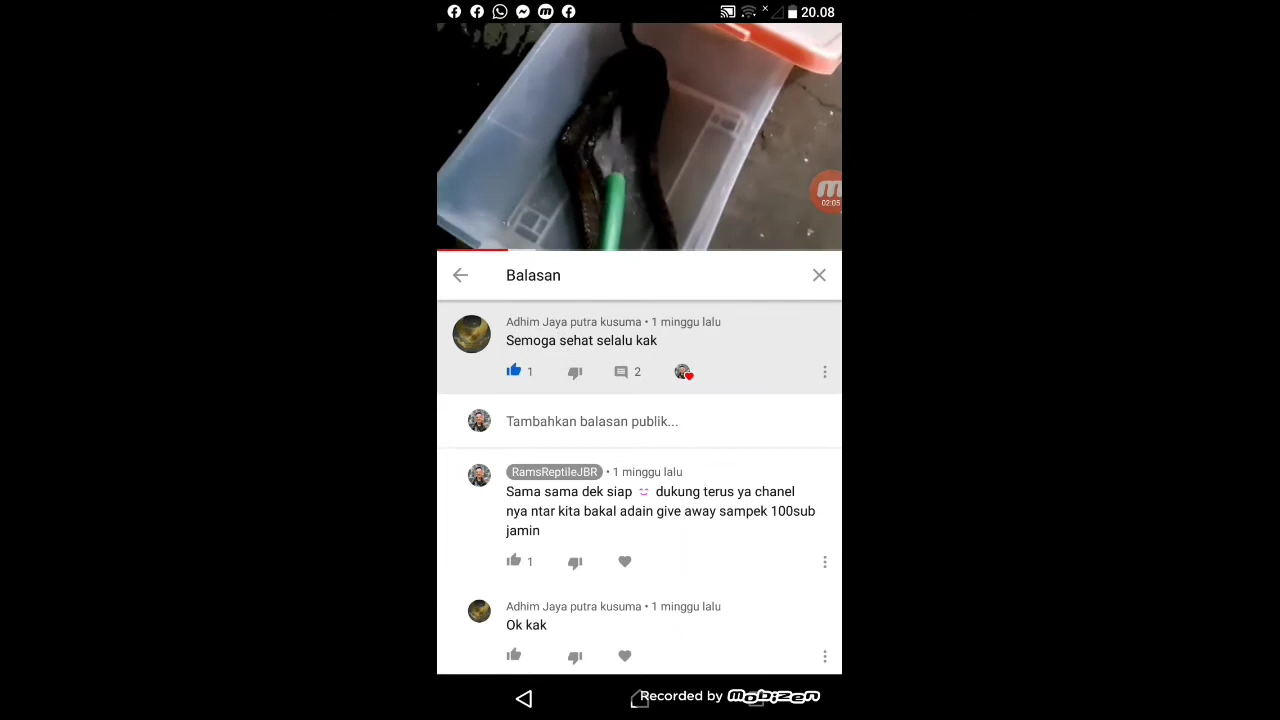 20.08
02:05
Balasan
Adhim Jaya putra kusuma • 1 minggu lalu
Semoga sehat selalu kak
1
2
Tambahkan balasan publik...
RamsReptileJBR • 1 minggu lalu
Sama sama dek siap dukung terus ya chanel
nya ntar kita bakal adain give away sampek 100sub
jamin
1
Adhim Jaya putra kusuma • 1 minggu lalu
Ok kak
Recorded by Mobizen